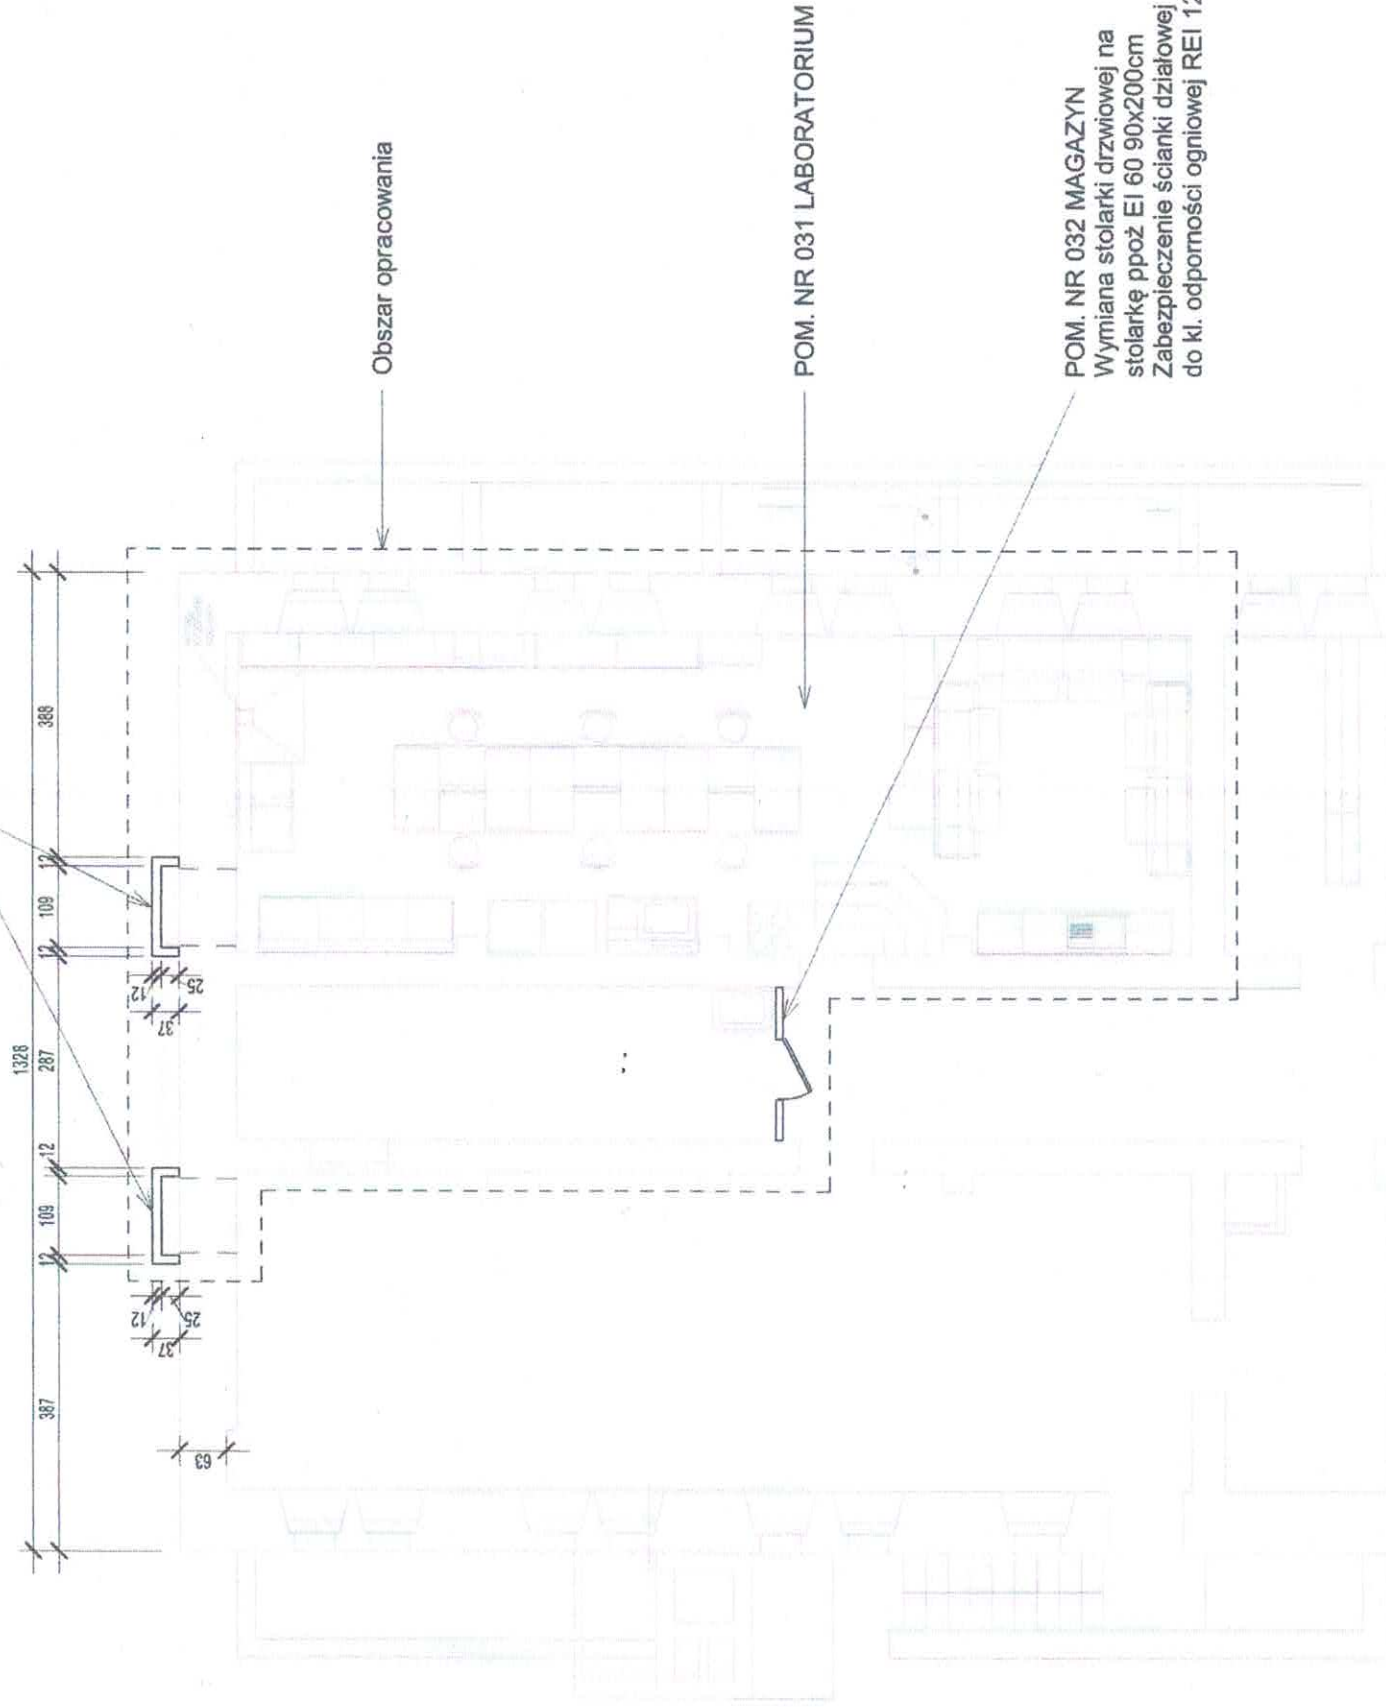 Obszar opracowania
POM. NR 031 LABORATORIUM
POM. NR 032 MAGAZYN
Wymiana stolarki drzwiowej na
stolarkę ppoż EI 60 90x200cm
Zabezpieczenie ścianki działowej
do kl. odporności ogniowej REI 12
1328
387
12
109
12
287
12
109
12
388
12
25
37
12
25
37
63